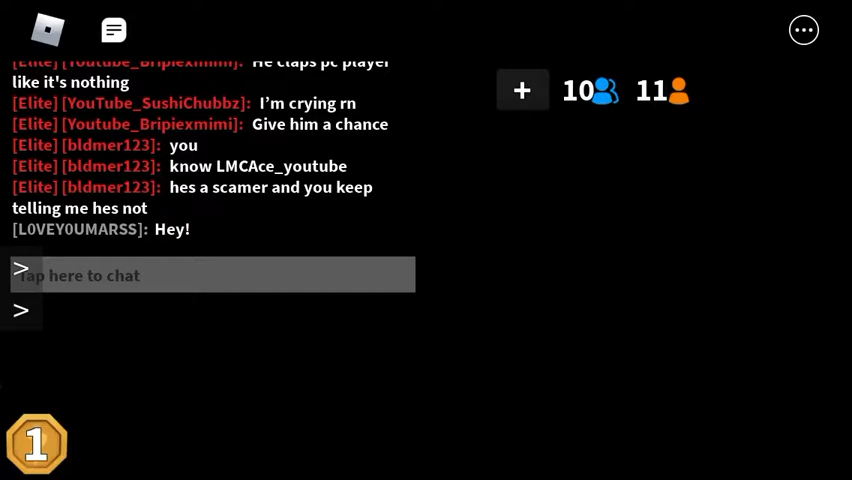 [Elite] [Youtube_Bripiexmimi]: He claps pc player
like it's nothing
[Elite] [YouTube_SushiChubbz]: I'm crying rn
[Elite] [Youtube_Bripiexmimi]: Give him a chance
[Elite] [bldmer123]: you
[Elite] [bldmer123]: know LMCAce_youtube
[Elite] [bldmer123]: hes a scamer and you keep
telling me hes not
[L0VEY0UMARSS]: Hey!
Tap here to chat
>
>
+ 10 11
1